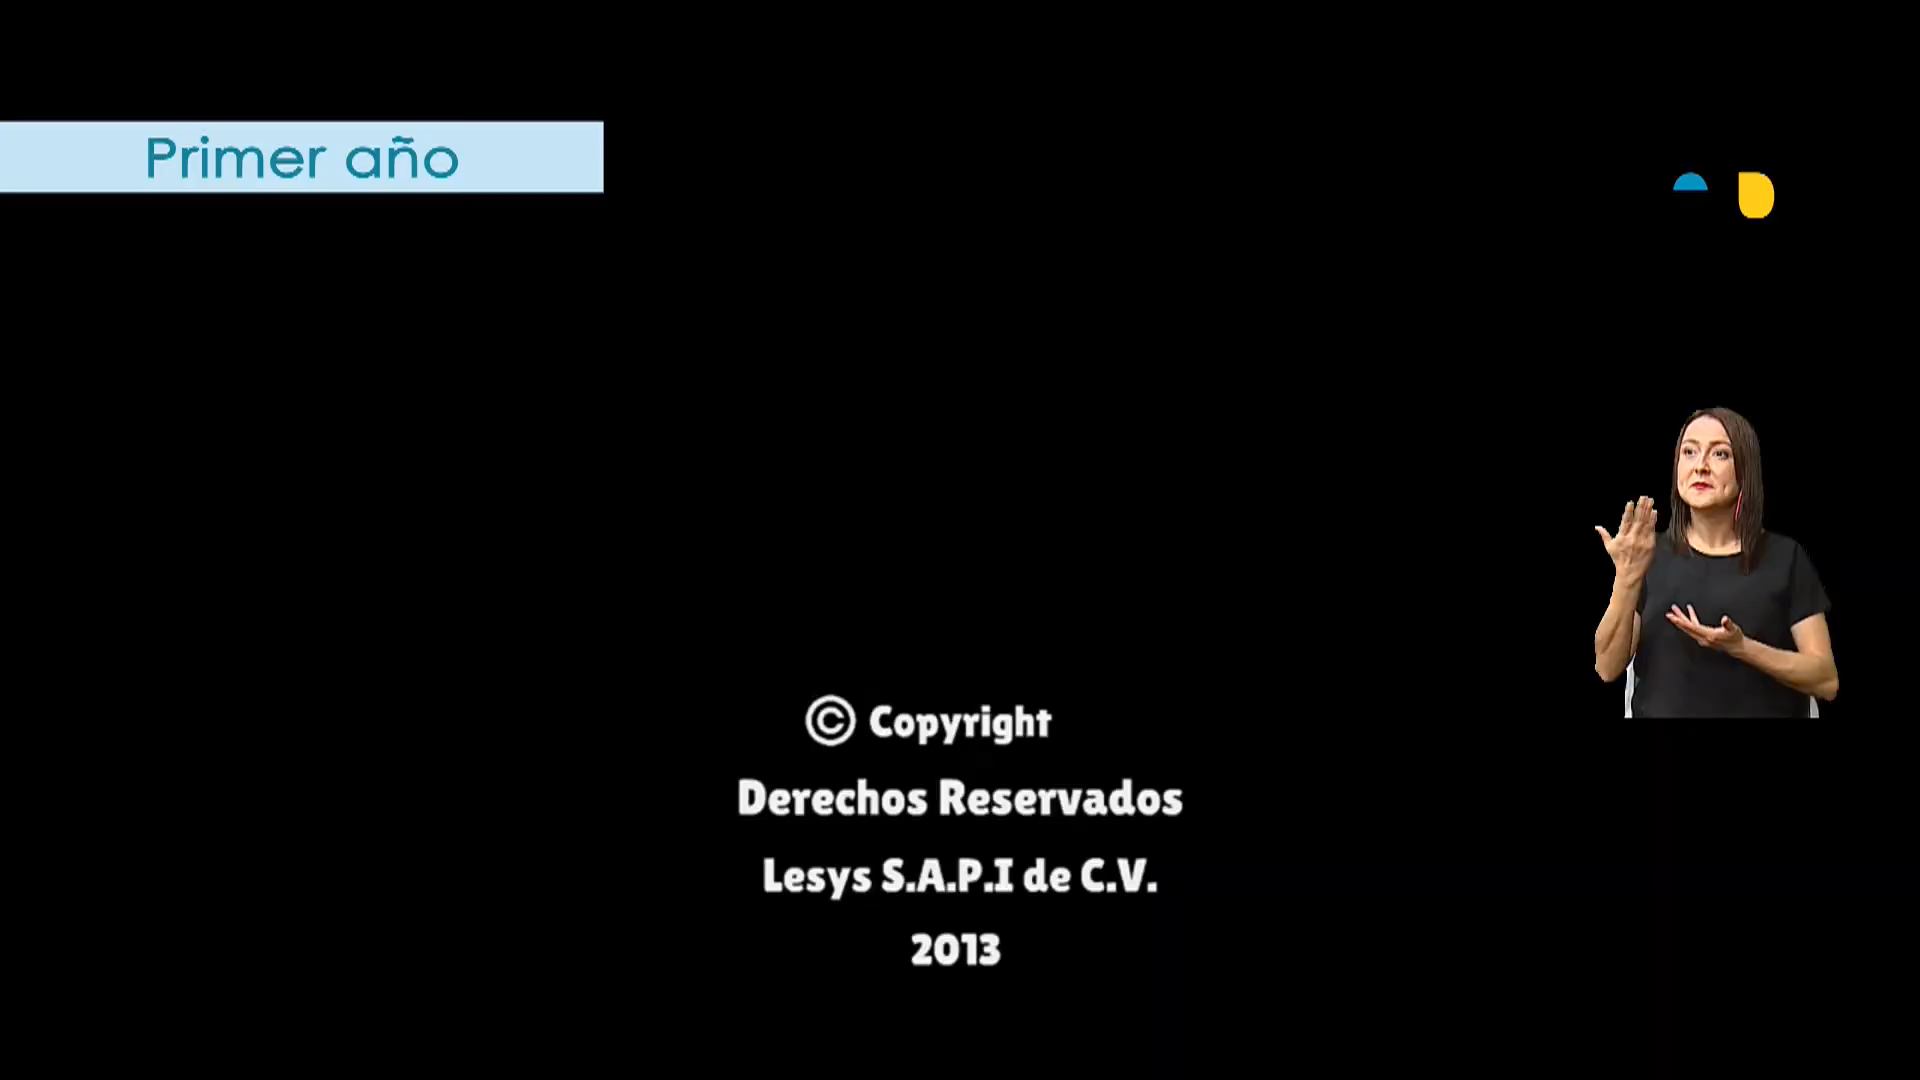 Primer año
© Copyright
Derechos Reservados
Lesys S.A.P.I de C.V.
2013